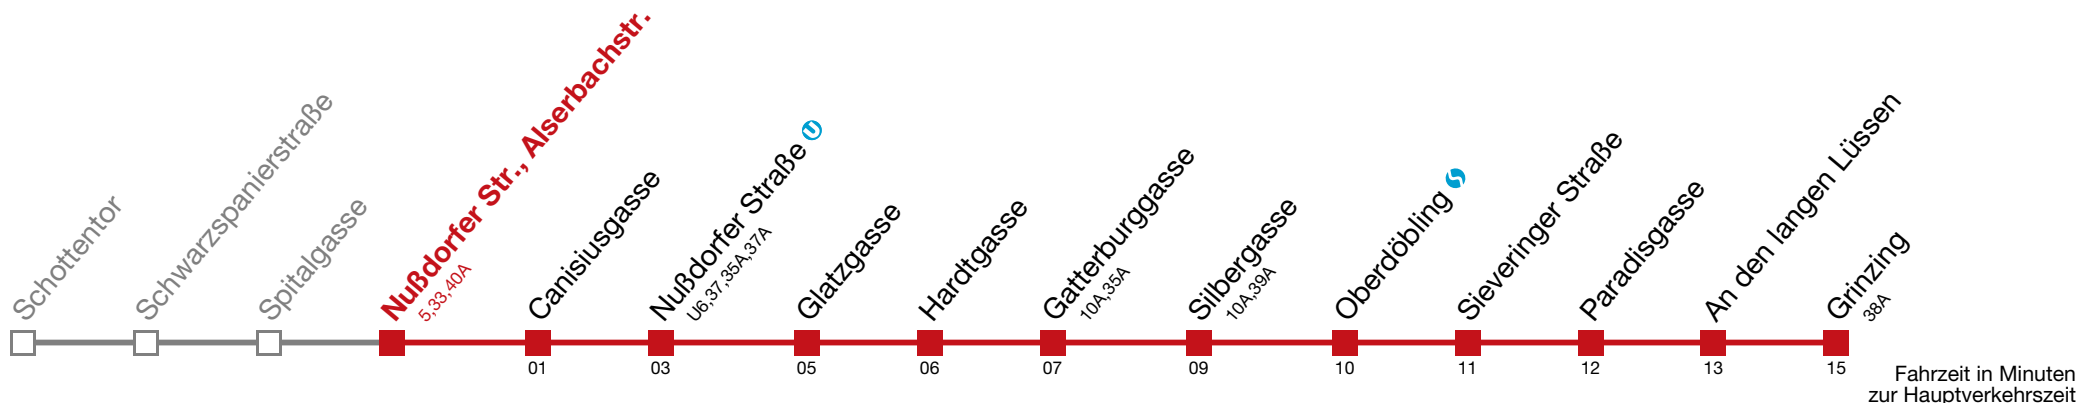 Schottentor
Schwarzspanierstraße
Spitalgasse
Nußdorfer Str., Alserbachstr.
5,33,40A
Canisiusgasse
01
Nußdorfer Straße U
U6,37,35A,37A
03
Glatzgasse
05
Hardtgasse
06
Gatterburggasse
10A,35A
07
Silbergasse
10A,39A
09
Oberdöbling S
10
Sieveringer Straße
11
Paradisgasse
12
An den langen Lüssen
13
Grinzing
38A
15
Fahrzeit in Minuten
zur Hauptverkehrszeit